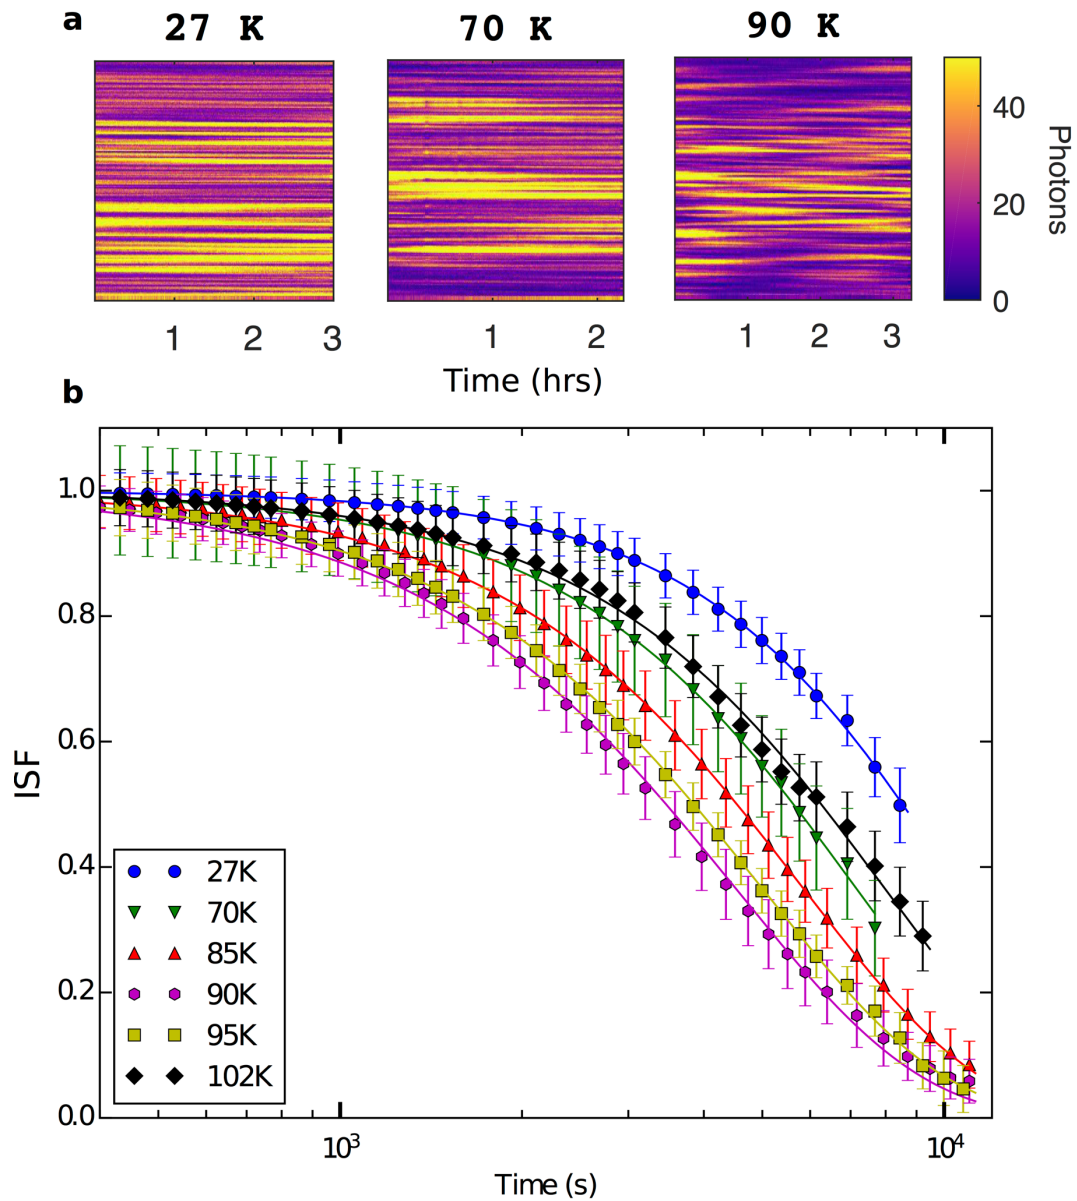 a
27 K 70 K 90 K
40
20
0
Photons
1 2 3 1 2 1 2 3
Time (hrs)
b
1.0
0.8
0.6
0.4
0.2
0.0
ISF
27K
70K
85K
90K
95K
102K
10³ 10⁴
Time (s)